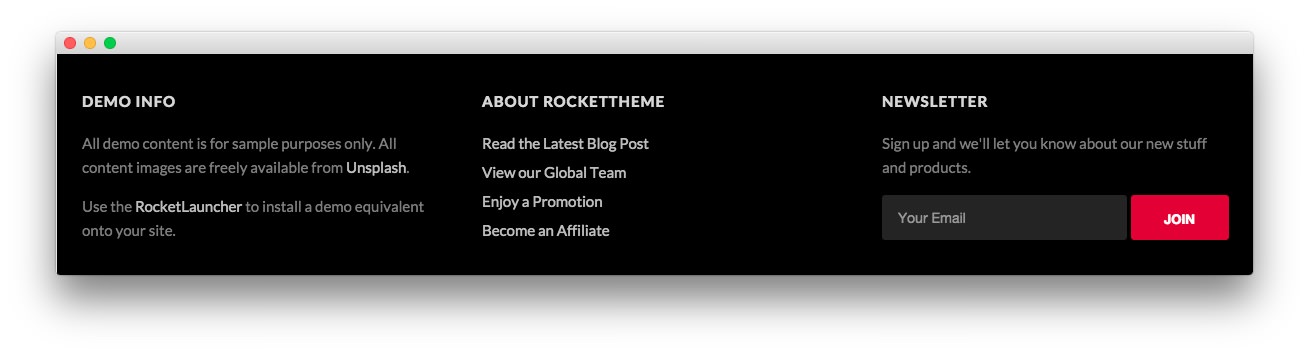 DEMO INFO
All demo content is for sample purposes only. All
content images are freely available from Unsplash.
Use the RocketLauncher to install a demo equivalent
onto your site.
ABOUT ROCKETTHEME
Read the Latest Blog Post
View our Global Team
Enjoy a Promotion
Become an Affiliate
NEWSLETTER
Sign up and we'll let you know about our new stuff
and products.
Your Email
JOIN